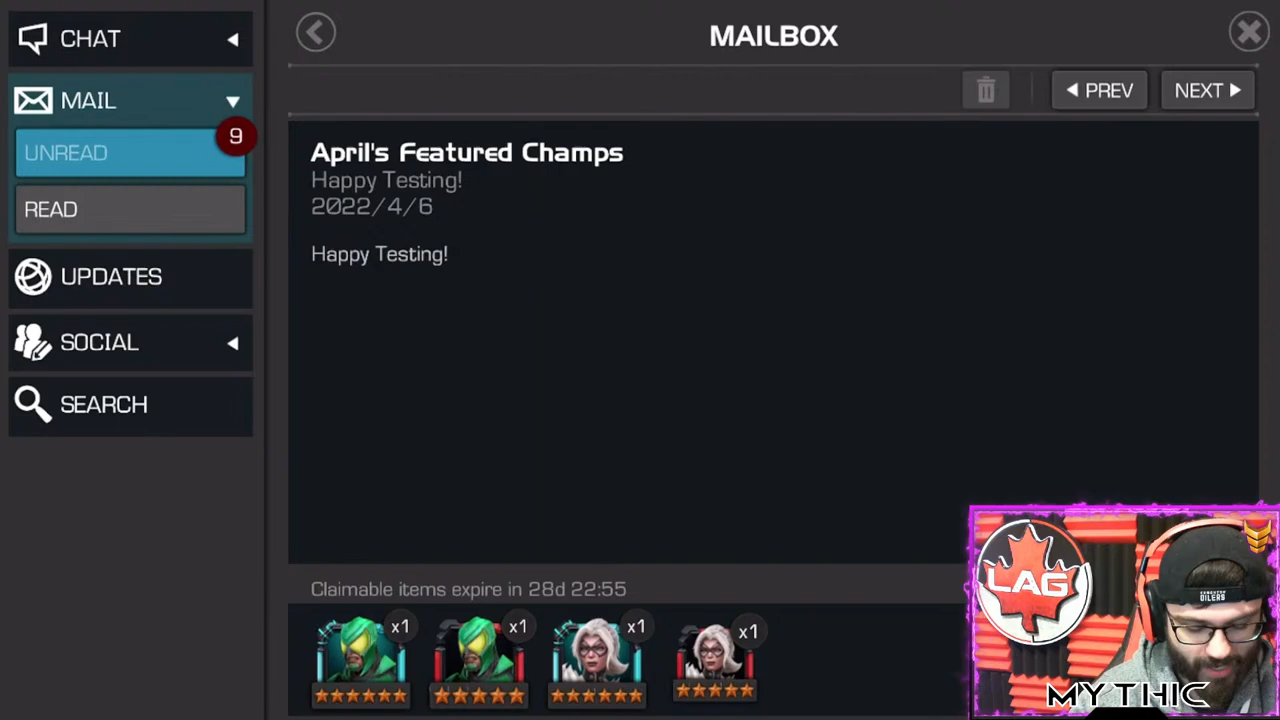 CHAT
MAIL
9
UNREAD
READ
UPDATES
SOCIAL
SEARCH
MAILBOX
PREV
NEXT
April's Featured Champs
Happy Testing!
2022/4/6
Happy Testing!
Claimable items expire in 28d 22:55
x1
x1
x1
x1
LAG
OILERS
MYTHIC